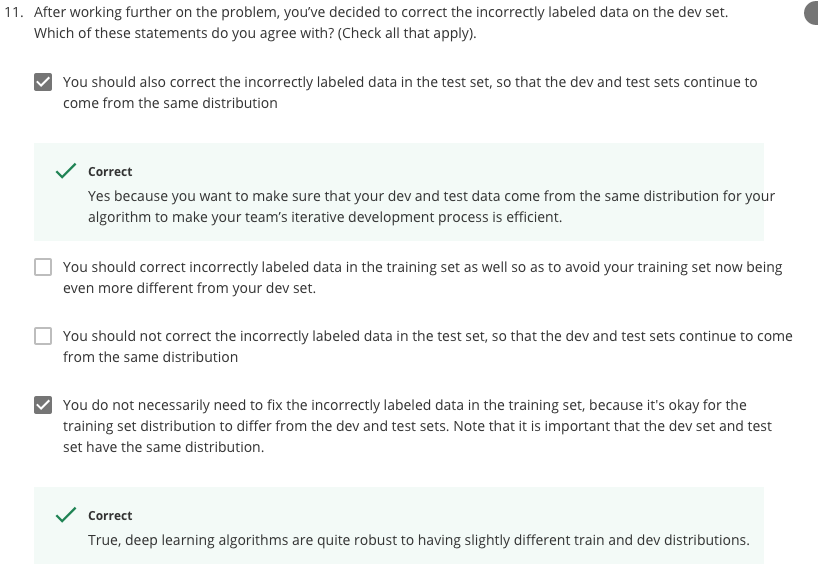 11. After working further on the problem, you’ve decided to correct the incorrectly labeled data on the dev set.
Which of these statements do you agree with? (Check all that apply).
You should also correct the incorrectly labeled data in the test set, so that the dev and test sets continue to
come from the same distribution
Correct
Yes because you want to make sure that your dev and test data come from the same distribution for your
algorithm to make your team’s iterative development process is efficient.
You should correct incorrectly labeled data in the training set as well so as to avoid your training set now being
even more different from your dev set.
You should not correct the incorrectly labeled data in the test set, so that the dev and test sets continue to come
from the same distribution
You do not necessarily need to fix the incorrectly labeled data in the training set, because it's okay for the
training set distribution to differ from the dev and test sets. Note that it is important that the dev set and test
set have the same distribution.
Correct
True, deep learning algorithms are quite robust to having slightly different train and dev distributions.